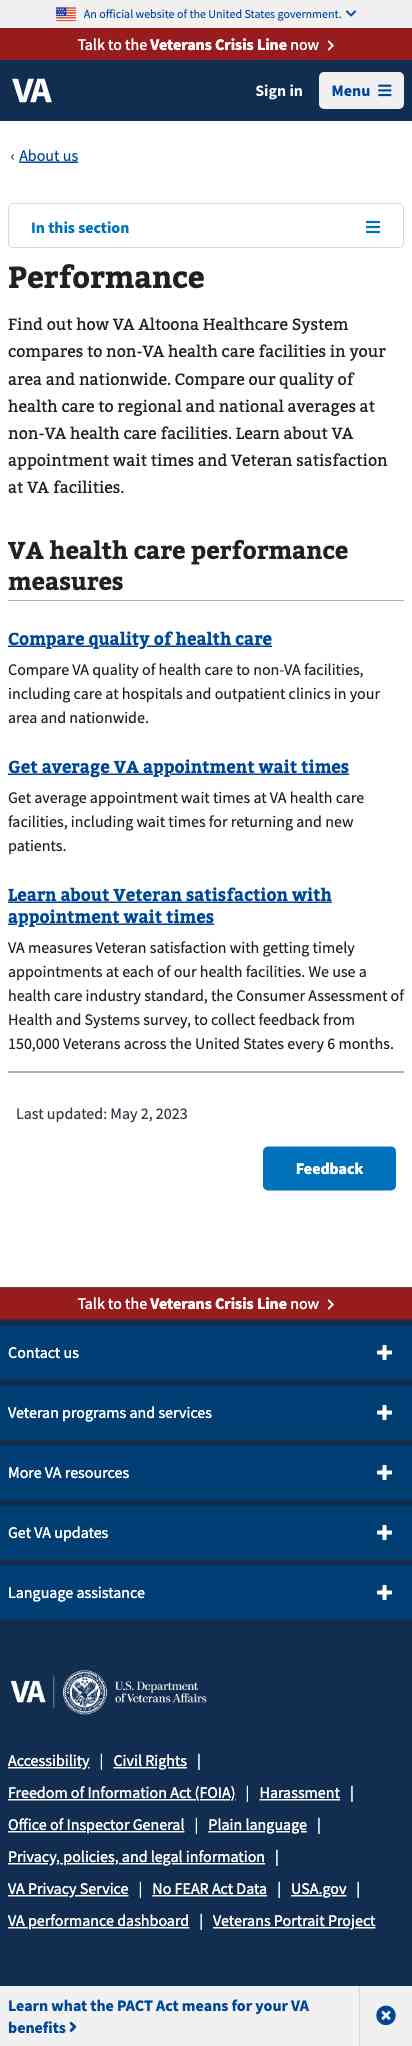 An official website of the United States government.
Talk to the Veterans Crisis Line now
VA
Sign in
Menu
‹ About us
In this section
Performance
Find out how VA Altoona Healthcare System
compares to non-VA health care facilities in your
area and nationwide. Compare our quality of
health care to regional and national averages at
non-VA health care facilities. Learn about VA
appointment wait times and Veteran satisfaction
at VA facilities.
VA health care performance
measures
Compare quality of health care
Compare VA quality of health care to non-VA facilities,
including care at hospitals and outpatient clinics in your
area and nationwide.
Get average VA appointment wait times
Get average appointment wait times at VA health care
facilities, including wait times for returning and new
patients.
Learn about Veteran satisfaction with
appointment wait times
VA measures Veteran satisfaction with getting timely
appointments at each of our health facilities. We use a
health care industry standard, the Consumer Assessment of
Health and Systems survey, to collect feedback from
150,000 Veterans across the United States every 6 months.
Last updated: May 2, 2023
Feedback
Talk to the Veterans Crisis Line now
Contact us
Veteran programs and services
More VA resources
Get VA updates
Language assistance
VA
U.S. Department
of Veterans Affairs
Accessibility | Civil Rights |
Freedom of Information Act (FOIA) | Harassment |
Office of Inspector General | Plain language |
Privacy, policies, and legal information |
VA Privacy Service | No FEAR Act Data | USA.gov |
VA performance dashboard | Veterans Portrait Project
Learn what the PACT Act means for your VA
benefits